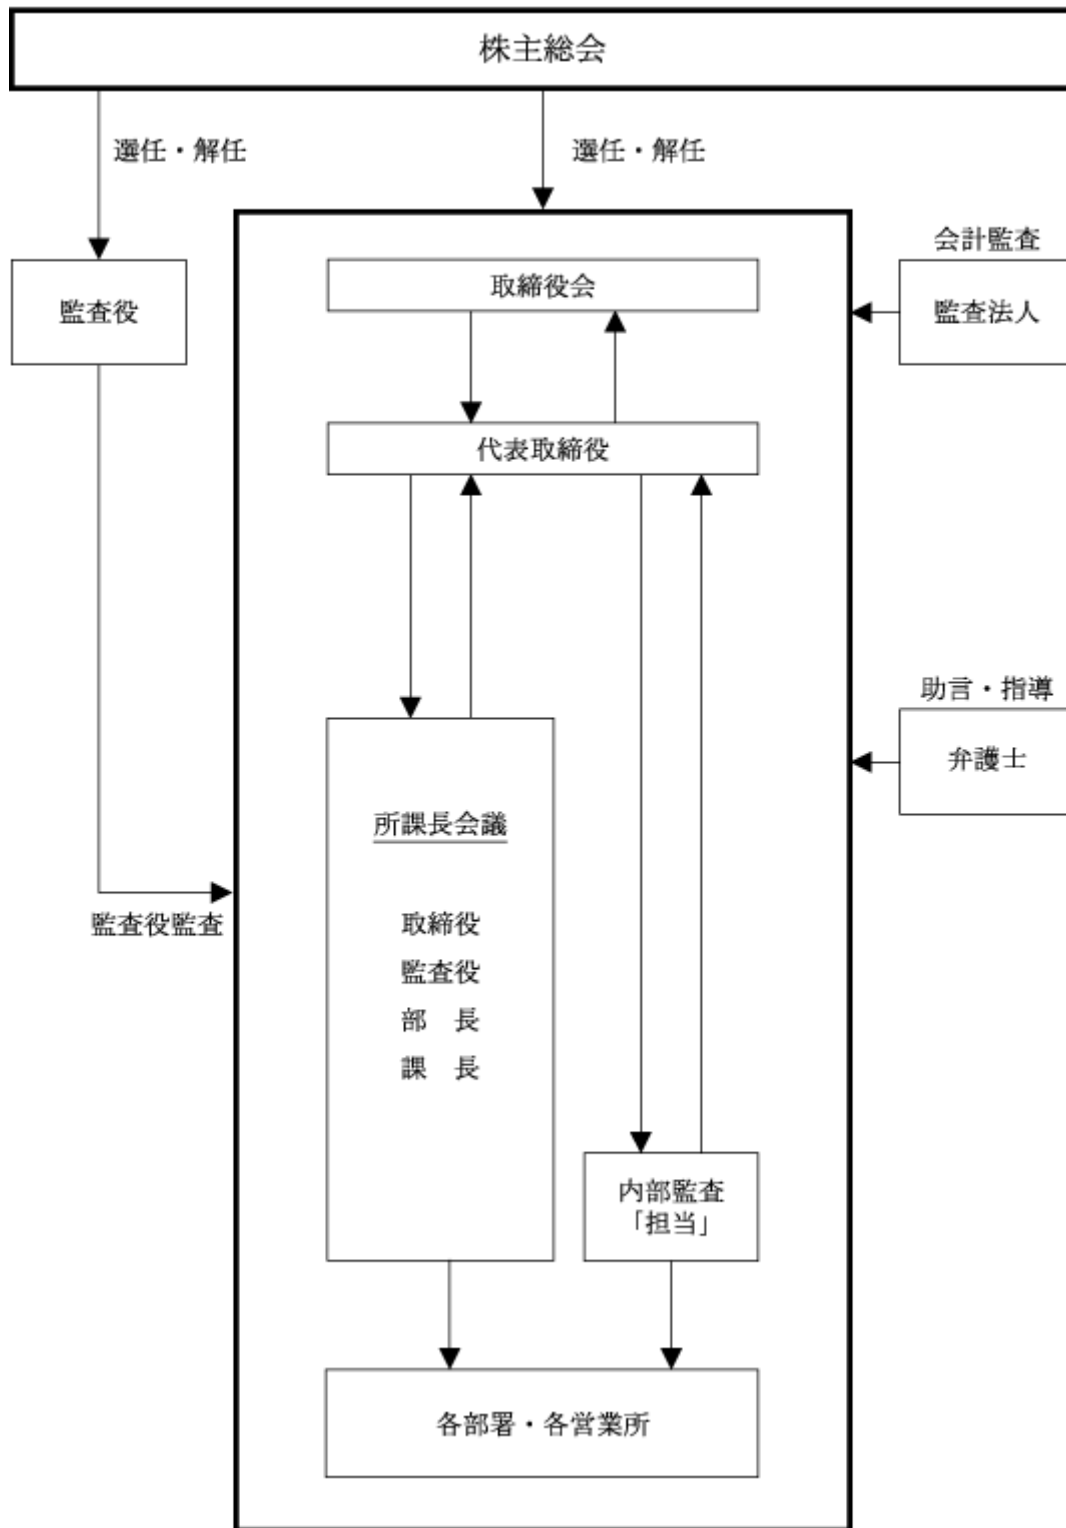 株主総会
選任・解任
選任・解任
会計監査
監査法人
監査役
取締役会
代表取締役
助言・指導
弁護士
所課長会議
取締役
監査役
部　長
課　長
監査役監査
内部監査
「担当」
各部署・各営業所